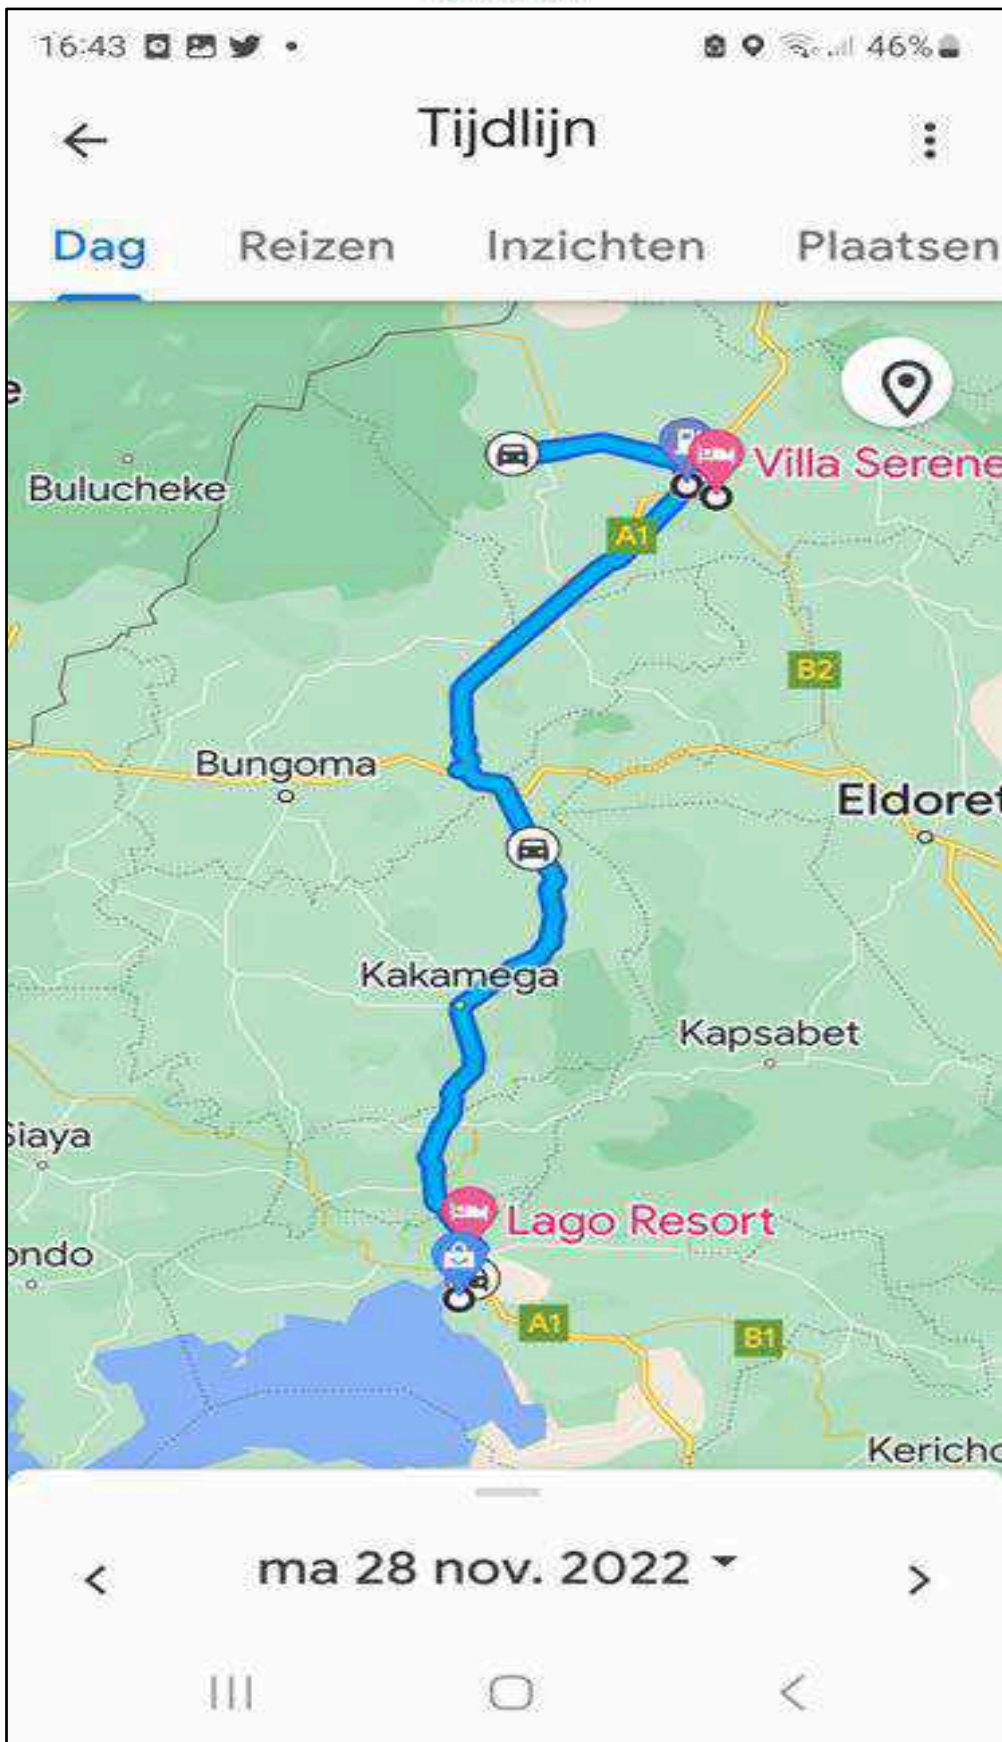 16:43 46%
Tijdlijn
Dag Reizen Inzichten Plaatsen
e
Bulucheke
Villa Serene
A1
B2
Bungoma
Eldoret
Kakamega
Kapsabet
Siaya
Lago Resort
ondo
A1
B1
Kericho
ma 28 nov. 2022